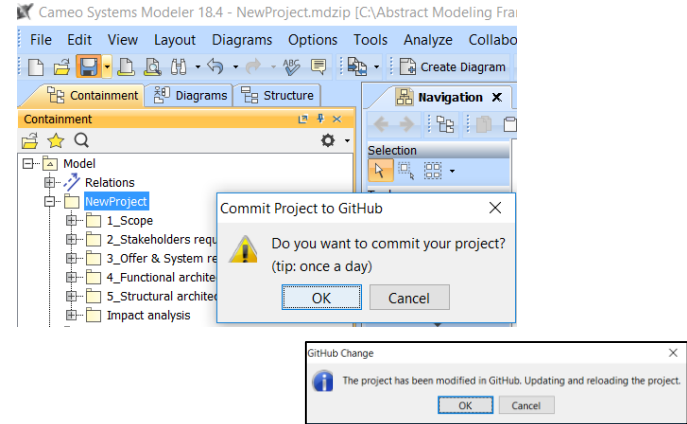 Cameo Systems Modeler 18.4 - NewProject.mdzip [C:\Abstract Modeling Fra
File Edit View Layout Diagrams Options Tools Analyze Collabo
Create Diagram
Containment Diagrams Structure
Navigation
Containment
Selection
Model
Relations
NewProject
1_Scope
2_Stakeholders requ
3_Offer & System re
4_Functional archite
5_Structural architec
Impact analysis
Commit Project to GitHub
Do you want to commit your project?
(tip: once a day)
OK Cancel
GitHub Change
The project has been modified in GitHub. Updating and reloading the project.
OK Cancel